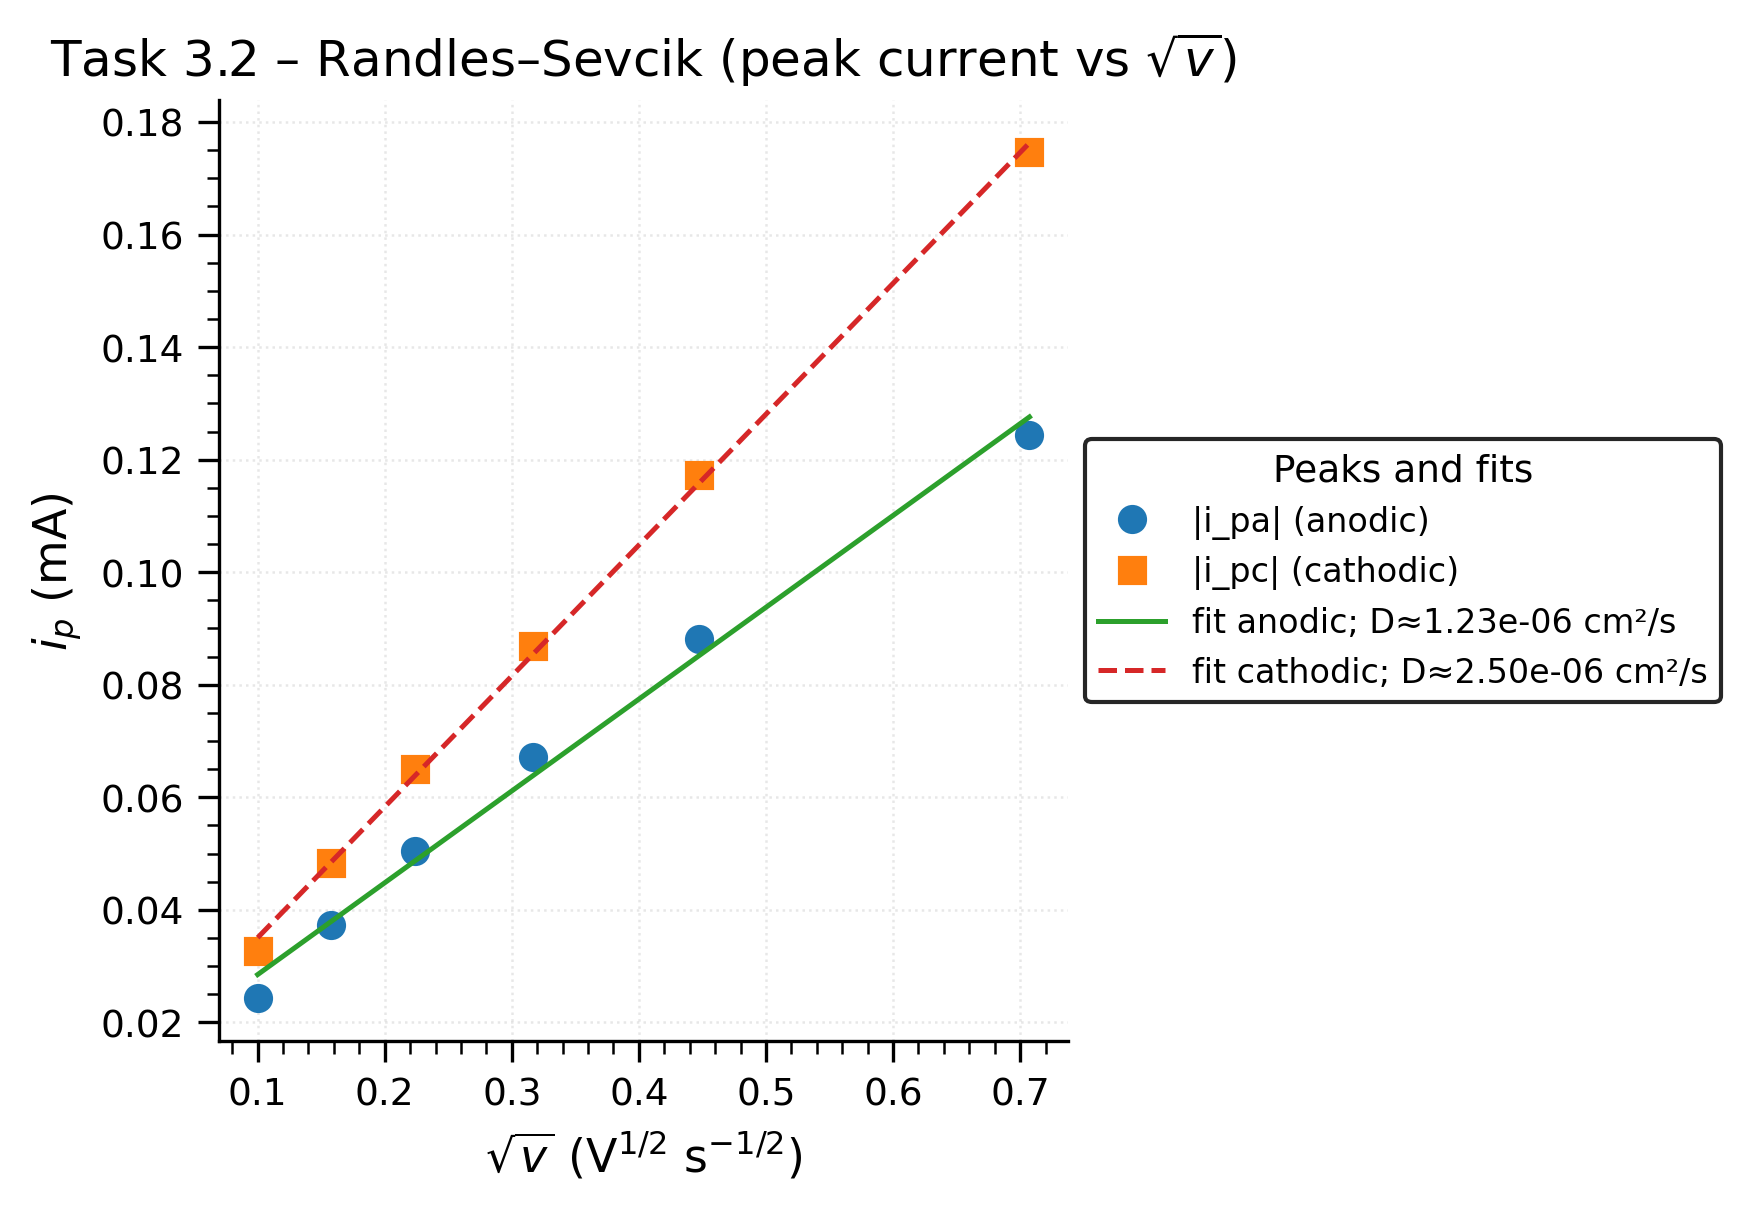 Task 3.2 – Randles–Sevcik (peak current vs √v)
0.18
0.16
0.14
0.12
0.10
0.08
0.06
0.04
0.02
i_p (mA)
0.1 0.2 0.3 0.4 0.5 0.6 0.7
√v (V^{1/2} s^{−1/2})
Peaks and fits
|i_pa| (anodic)
|i_pc| (cathodic)
fit anodic; D≈1.23e-06 cm²/s
fit cathodic; D≈2.50e-06 cm²/s